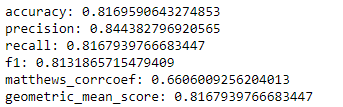 accuracy: 0.8169590643274853
precision: 0.844382796920565
recall: 0.8167939766683447
f1: 0.8131865715479409
matthews_corrcoef: 0.6606009256204013
geometric_mean_score: 0.8167939766683447